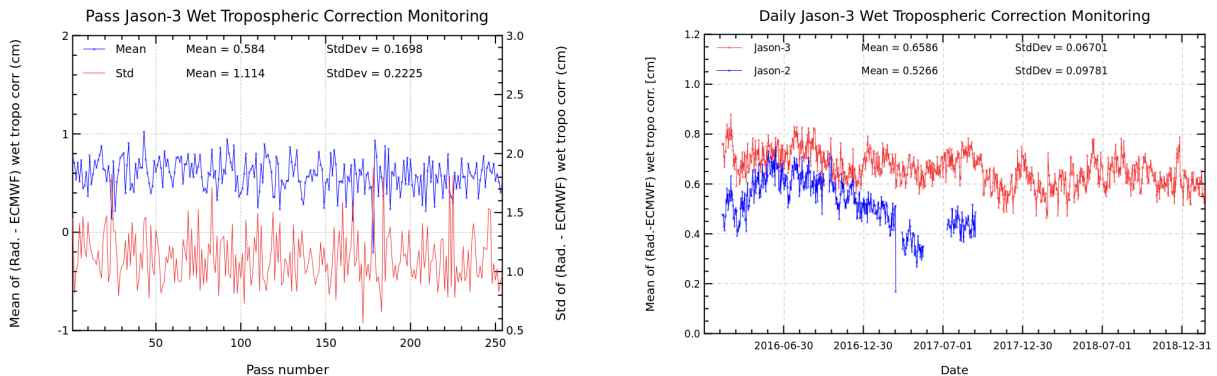 Pass Jason-3 Wet Tropospheric Correction Monitoring
Mean Mean = 0.584 StdDev = 0.1698
Std Mean = 1.114 StdDev = 0.2225
Mean of (Rad. - ECMWF) wet tropo corr (cm)
2
1
0
-1
Std of (Rad. - ECMWF) wet tropo corr (cm)
3.0
2.5
2.0
1.5
1.0
0.5
50 100 150 200 250
Pass number
Daily Jason-3 Wet Tropospheric Correction Monitoring
Jason-3 Mean = 0.6586 StdDev = 0.06701
Jason-2 Mean = 0.5266 StdDev = 0.09781
Mean of (Rad.-ECMWF) wet tropo corr. [cm]
1.2
1.0
0.8
0.6
0.4
0.2
0.0
2016-06-30 2016-12-30 2017-07-01 2017-12-30 2018-07-01 2018-12-31
Date